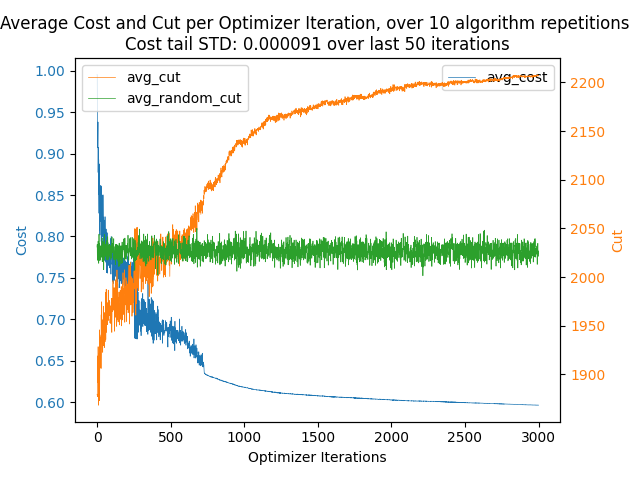 Average Cost and Cut per Optimizer Iteration, over 10 algorithm repetitions
Cost tail STD: 0.000091 over last 50 iterations
avg_cut
avg_random_cut
avg_cost
1.00
0.95
0.90
0.85
0.80
0.75
0.70
0.65
0.60
Cost
2200
2150
2100
2050
2000
1950
1900
Cut
0
500
1000
1500
2000
2500
3000
Optimizer Iterations